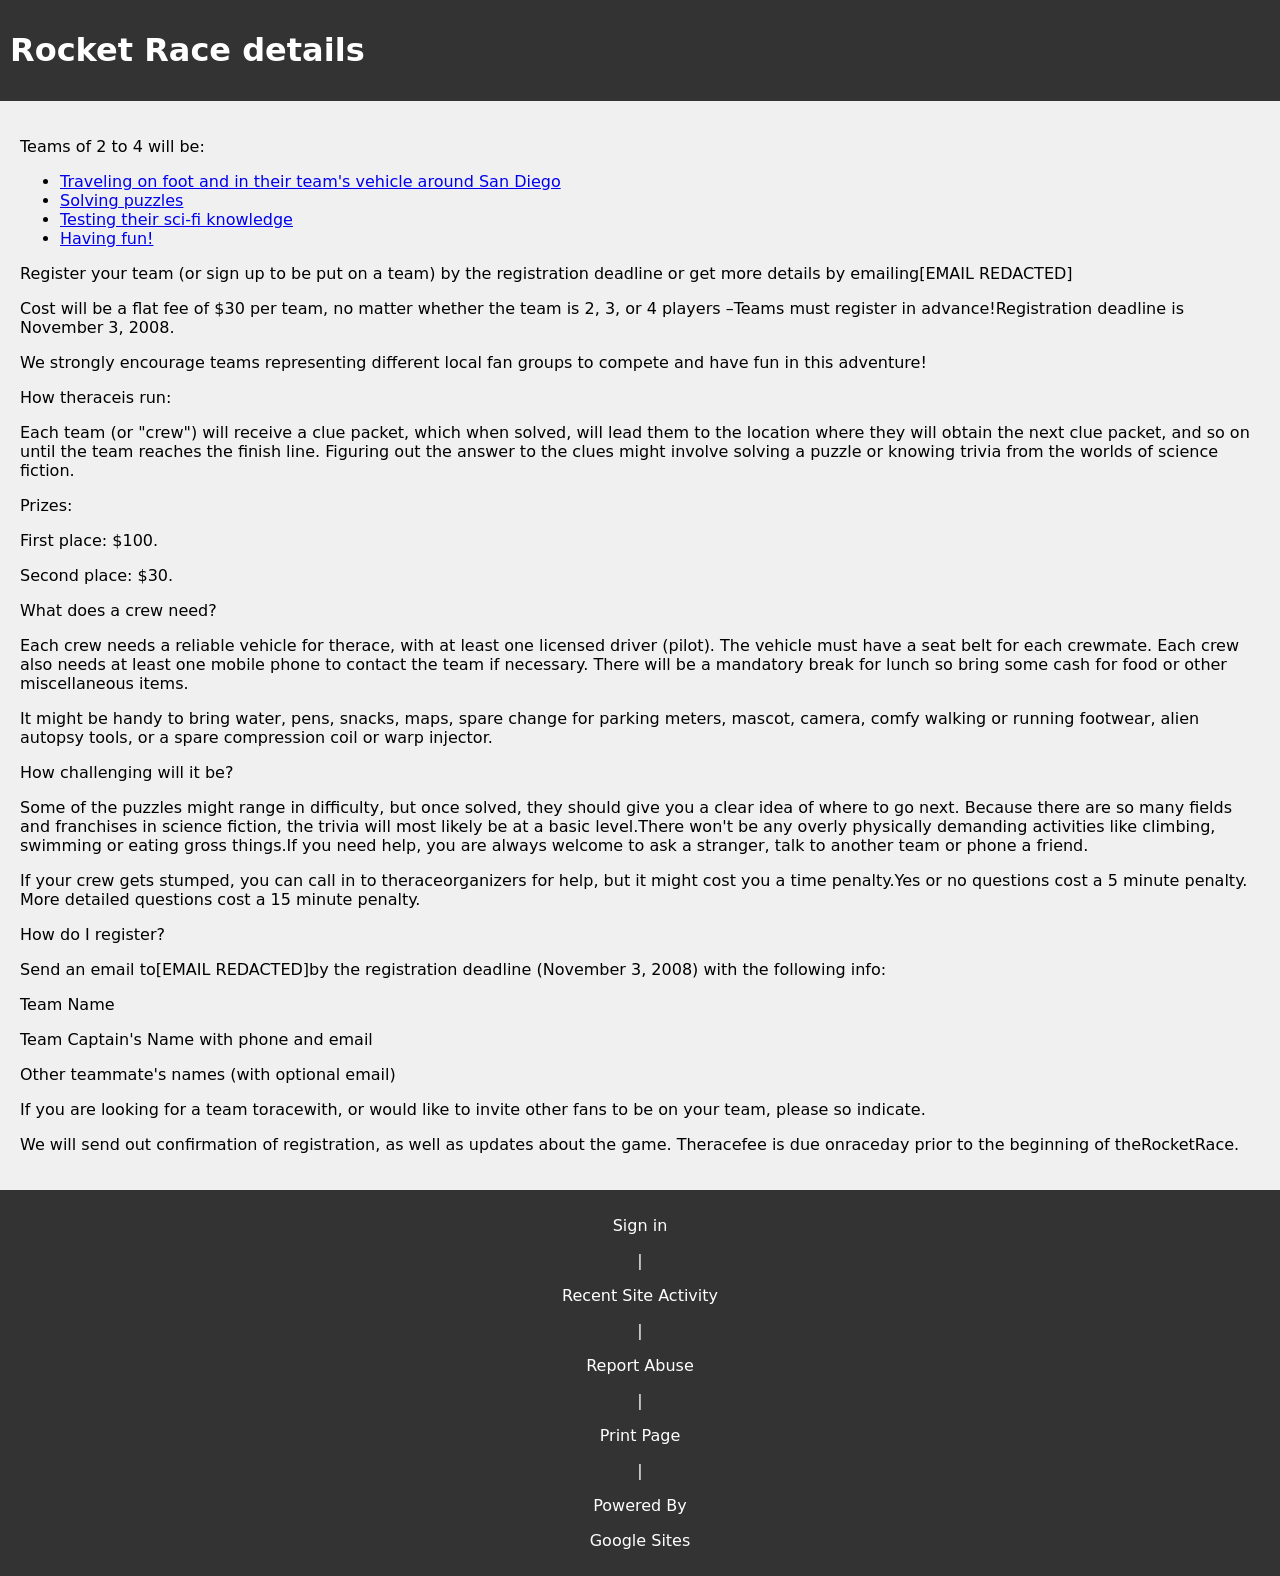 Rocket Race details
Teams of 2 to 4 will be:
• Traveling on foot and in their team's vehicle around San Diego
• Solving puzzles
• Testing their sci-fi knowledge
• Having fun!
Register your team (or sign up to be put on a team) by the registration deadline or get more details by emailing[EMAIL REDACTED]
Cost will be a flat fee of $30 per team, no matter whether the team is 2, 3, or 4 players –Teams must register in advance!Registration deadline is
November 3, 2008.
We strongly encourage teams representing different local fan groups to compete and have fun in this adventure!
How theraceis run:
Each team (or "crew") will receive a clue packet, which when solved, will lead them to the location where they will obtain the next clue packet, and so on
until the team reaches the finish line. Figuring out the answer to the clues might involve solving a puzzle or knowing trivia from the worlds of science
fiction.
Prizes:
First place: $100.
Second place: $30.
What does a crew need?
Each crew needs a reliable vehicle for therace, with at least one licensed driver (pilot). The vehicle must have a seat belt for each crewmate. Each crew
also needs at least one mobile phone to contact the team if necessary. There will be a mandatory break for lunch so bring some cash for food or other
miscellaneous items.
It might be handy to bring water, pens, snacks, maps, spare change for parking meters, mascot, camera, comfy walking or running footwear, alien
autopsy tools, or a spare compression coil or warp injector.
How challenging will it be?
Some of the puzzles might range in difficulty, but once solved, they should give you a clear idea of where to go next. Because there are so many fields
and franchises in science fiction, the trivia will most likely be at a basic level.There won't be any overly physically demanding activities like climbing,
swimming or eating gross things.If you need help, you are always welcome to ask a stranger, talk to another team or phone a friend.
If your crew gets stumped, you can call in to theraceorganizers for help, but it might cost you a time penalty.Yes or no questions cost a 5 minute penalty.
More detailed questions cost a 15 minute penalty.
How do I register?
Send an email to[EMAIL REDACTED]by the registration deadline (November 3, 2008) with the following info:
Team Name
Team Captain's Name with phone and email
Other teammate's names (with optional email)
If you are looking for a team toracewith, or would like to invite other fans to be on your team, please so indicate.
We will send out confirmation of registration, as well as updates about the game. Theracefee is due onraceday prior to the beginning of theRocketRace.
Sign in
|
Recent Site Activity
|
Report Abuse
|
Print Page
|
Powered By
Google Sites